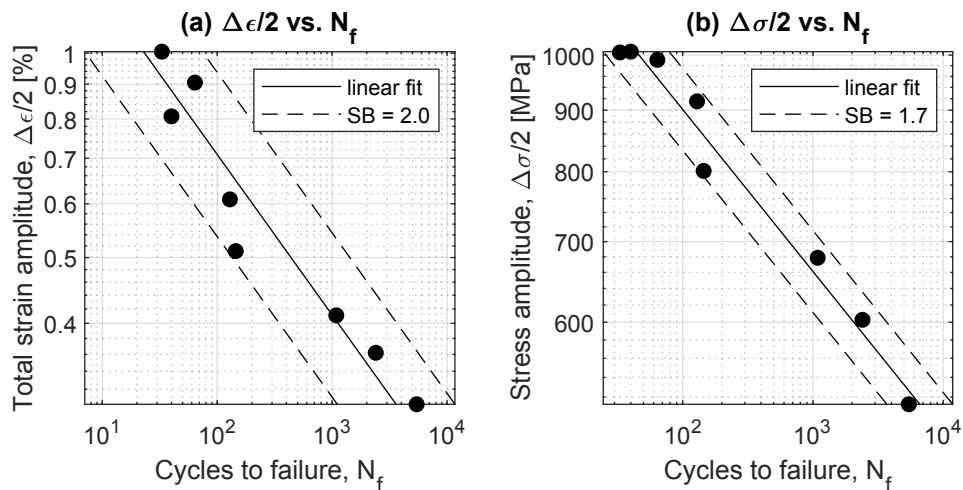 (a) Δϵ/2 vs. N_f
Total strain amplitude, Δϵ/2 [%]
1
0.9
0.8
0.7
0.6
0.5
0.4
linear fit
SB = 2.0
10^1
10^2
10^3
10^4
Cycles to failure, N_f
(b) Δσ/2 vs. N_f
Stress amplitude, Δσ/2 [MPa]
1000
900
800
700
600
linear fit
SB = 1.7
10^2
10^3
10^4
Cycles to failure, N_f